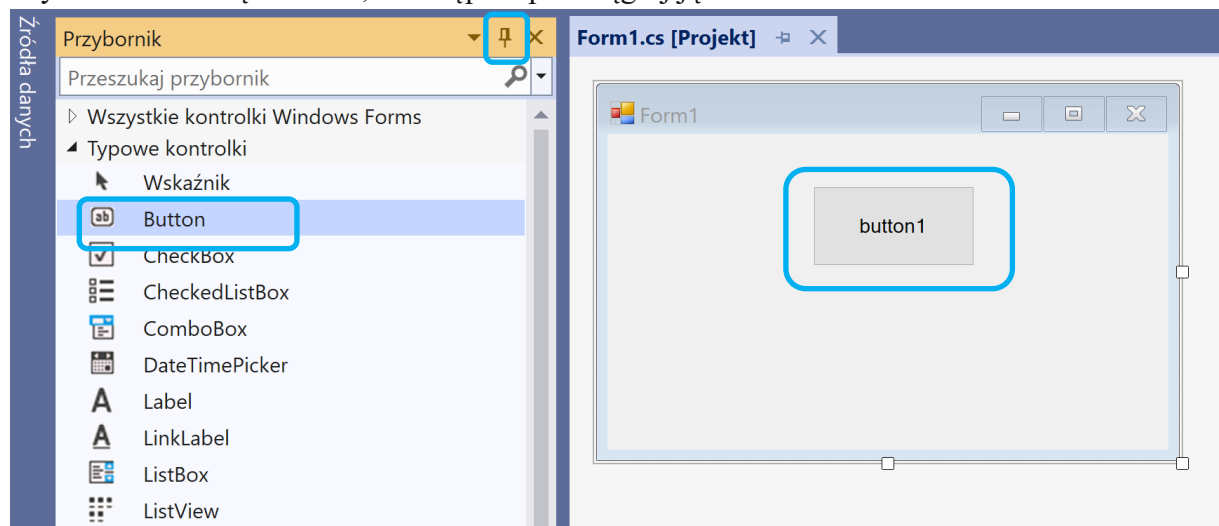 Źródła danych
Przybornik
Przeszukaj przybornik
Wszystkie kontrolki Windows Forms
Typowe kontrolki
Wskaźnik
Button
CheckBox
CheckedListBox
ComboBox
DateTimePicker
Label
LinkLabel
ListBox
ListView
Form1.cs [Projekt]
Form1
button1